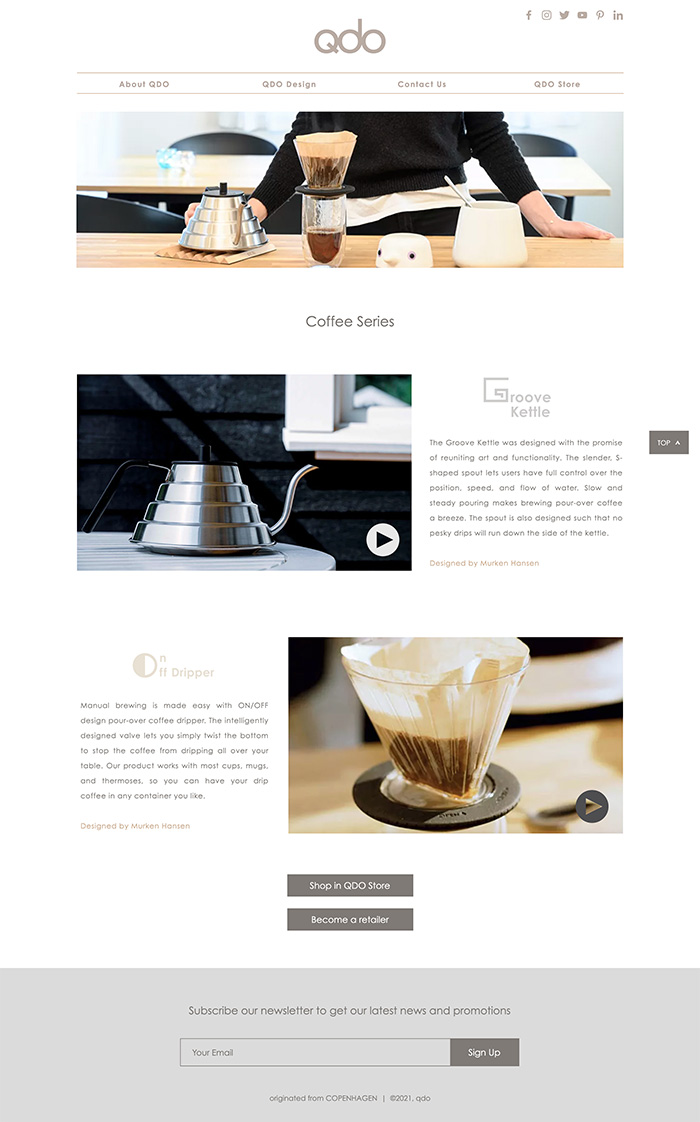 qdo
About QDO QDO Design Contact Us QDO Store
Coffee Series
Groove
Kettle
The Groove Kettle was designed with the promise
of reuniting art and functionality. The slender, S-
shaped spout lets users have full control over the
position, speed, and flow of water. Slow and
steady pouring makes brewing pour-over coffee
a breeze. The spout is also designed such that no
pesky drips will run down the side of the kettle.
Designed by Murken Hansen
TOP
On
ff Dripper
Manual brewing is made easy with ON/OFF
design pour-over coffee dripper. The intelligently
designed valve lets you simply twist the bottom
to stop the coffee from dripping all over your
table. Our product works with most cups, mugs,
and thermoses, so you can have your drip
coffee in any container you like.
Designed by Murken Hansen
Shop in QDO Store
Become a retailer
Subscribe our newsletter to get our latest news and promotions
Your Email Sign Up
originated from COPENHAGEN | ©2021, qdo